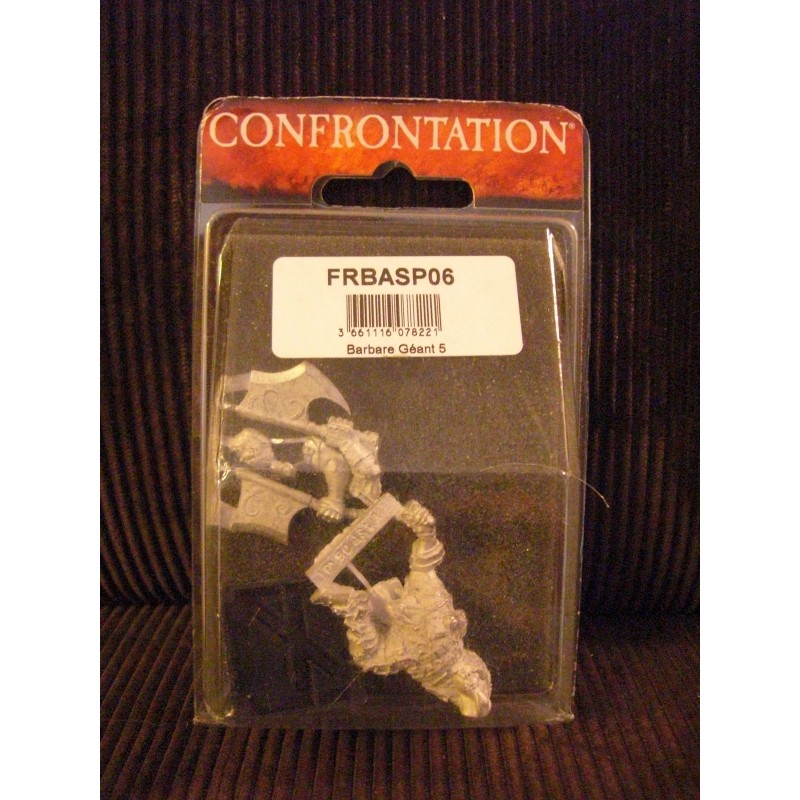 CONFRONTATION®
FRBASP06
3 661116 078221
Barbare Géant 5